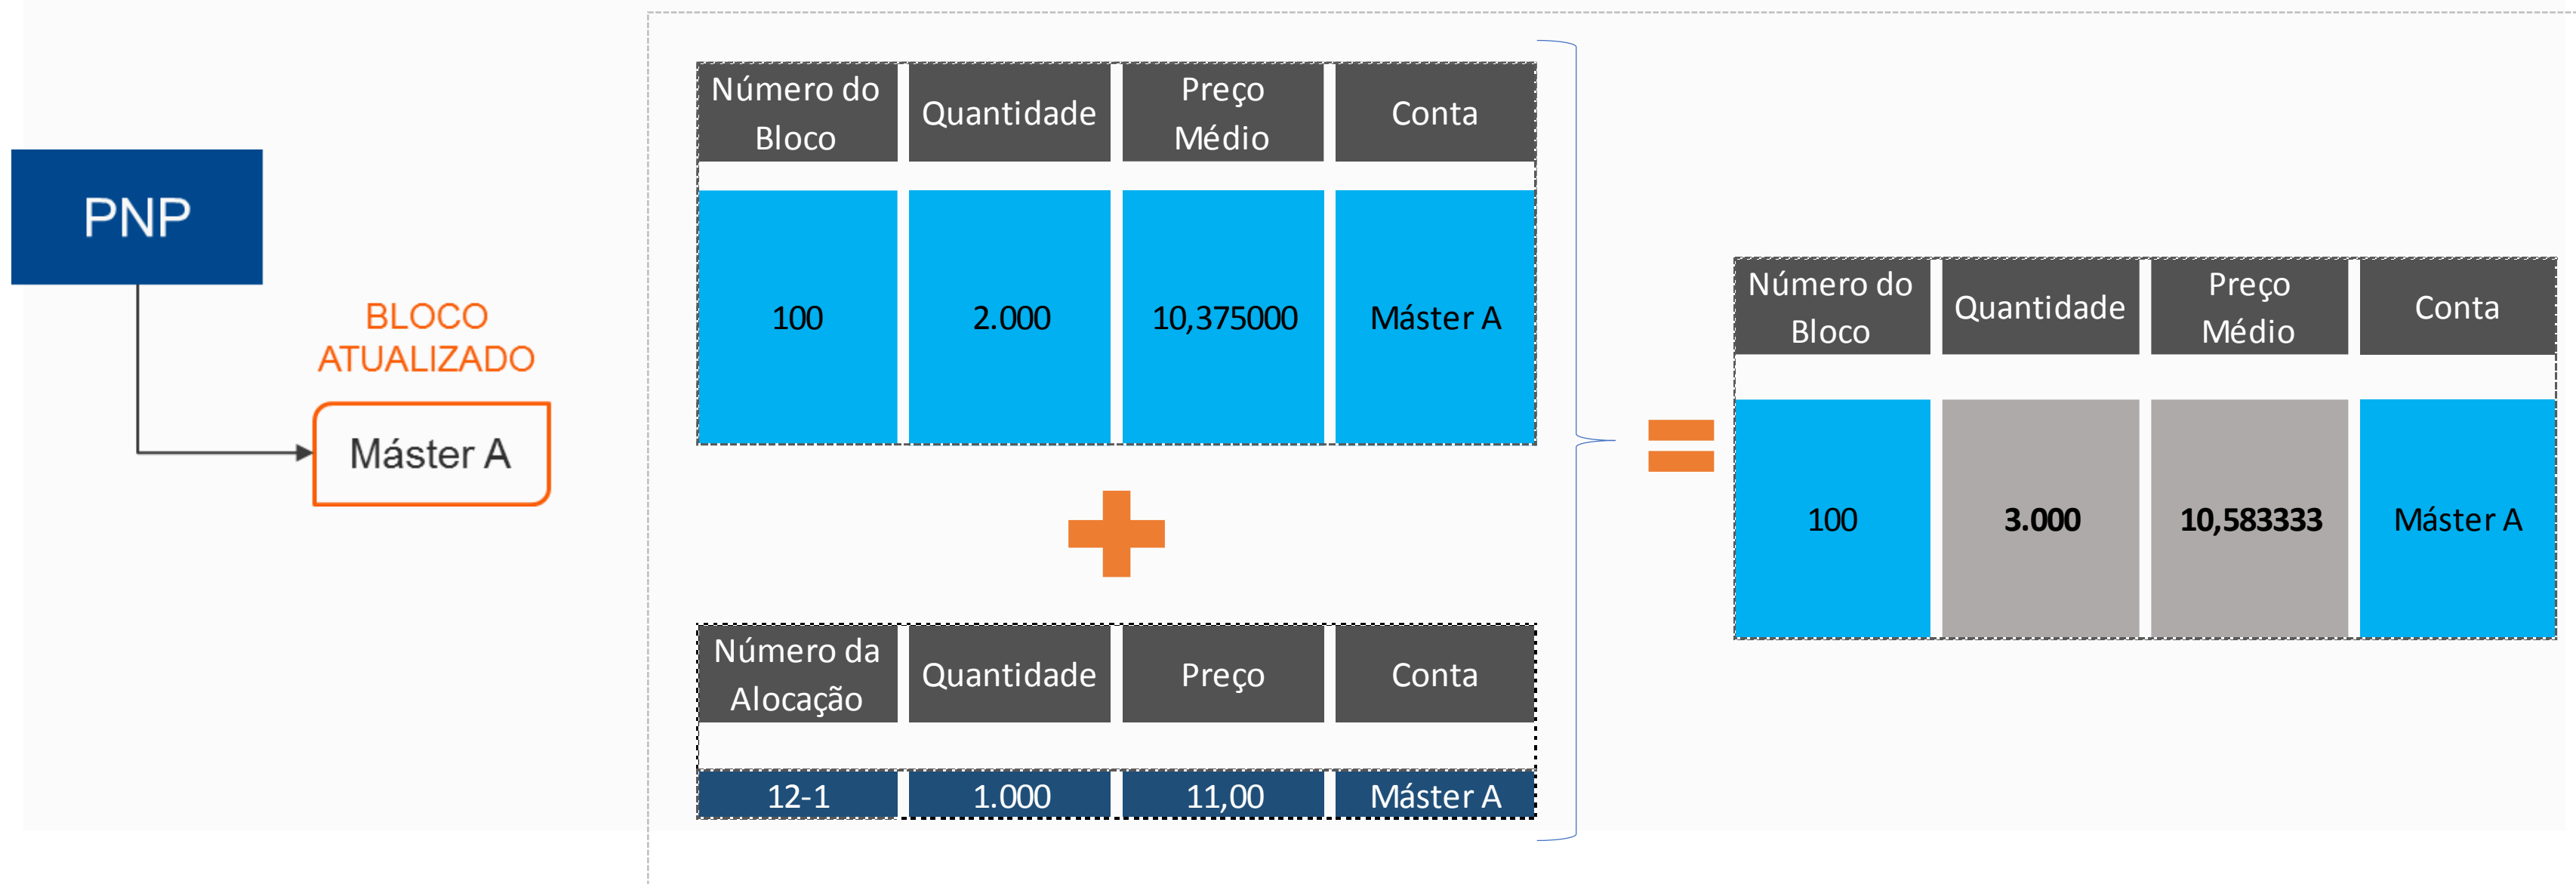 PNP
BLOCO
ATUALIZADO
Máster A
Número do
Bloco
Quantidade
Preço
Médio
Conta
100
2.000
10,375000
Máster A
Número da
Alocação
Quantidade
Preço
Conta
12-1
1.000
11,00
Máster A
Número do
Bloco
Quantidade
Preço
Médio
Conta
100
3.000
10,583333
Máster A